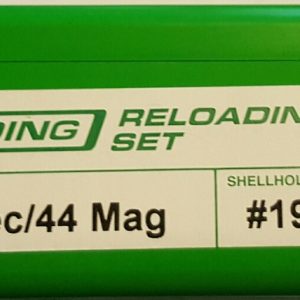 DING RELOADIN
SET
SHELLHOL
ec/44 Mag #19